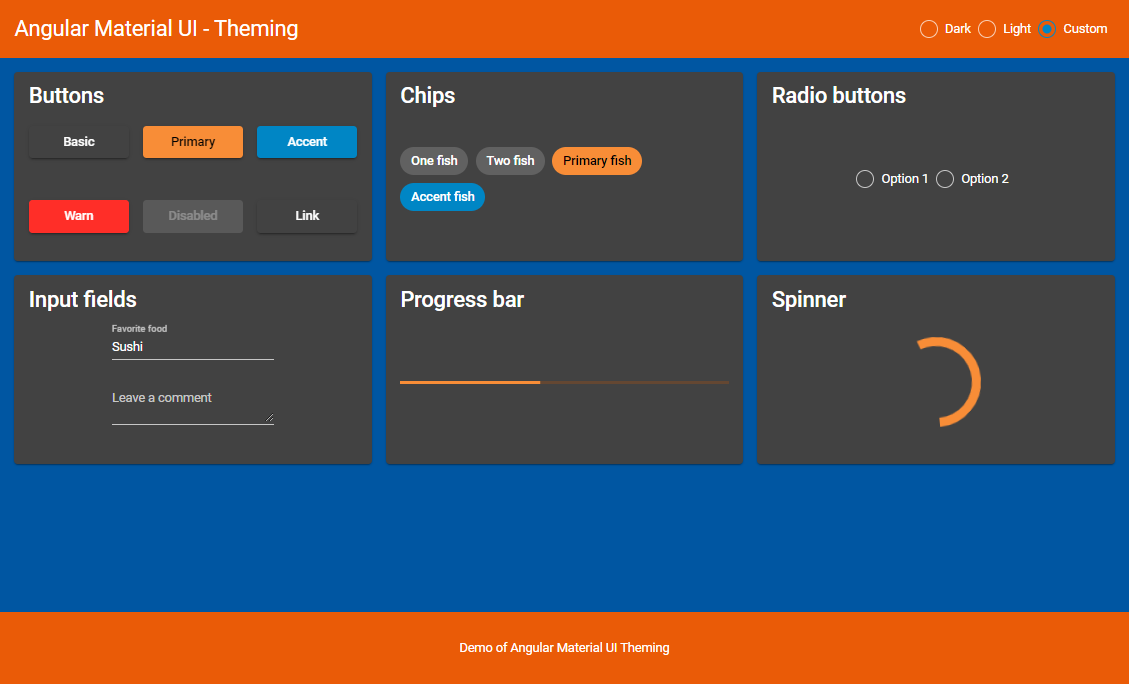 Angular Material UI - Theming
Dark Light Custom
Buttons
Basic Primary Accent
Warn Disabled Link
Chips
One fish Two fish Primary fish
Accent fish
Radio buttons
Option 1 Option 2
Input fields
Favorite food
Sushi
Leave a comment
Progress bar
Spinner
Demo of Angular Material UI Theming